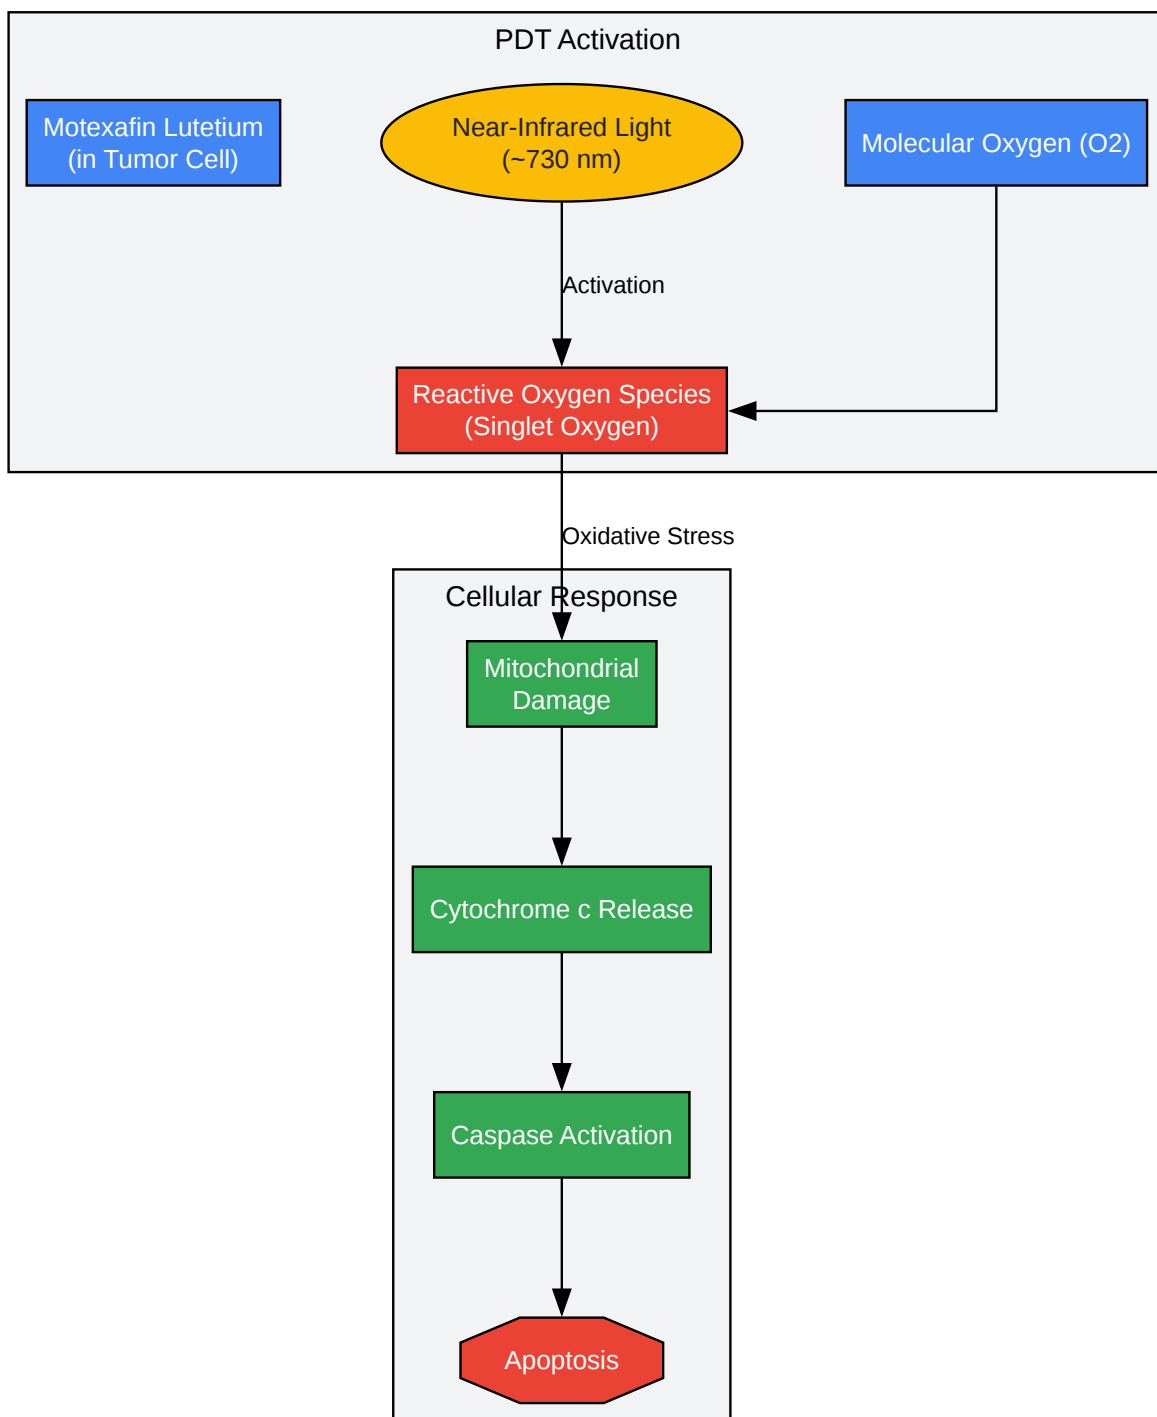 PDT Activation
Motexafin Lutetium
(in Tumor Cell)
Near-Infrared Light
(~730 nm)
Molecular Oxygen (O2)
Activation
Reactive Oxygen Species
(Singlet Oxygen)
Oxidative Stress
Cellular Response
Mitochondrial
Damage
Cytochrome c Release
Caspase Activation
Apoptosis